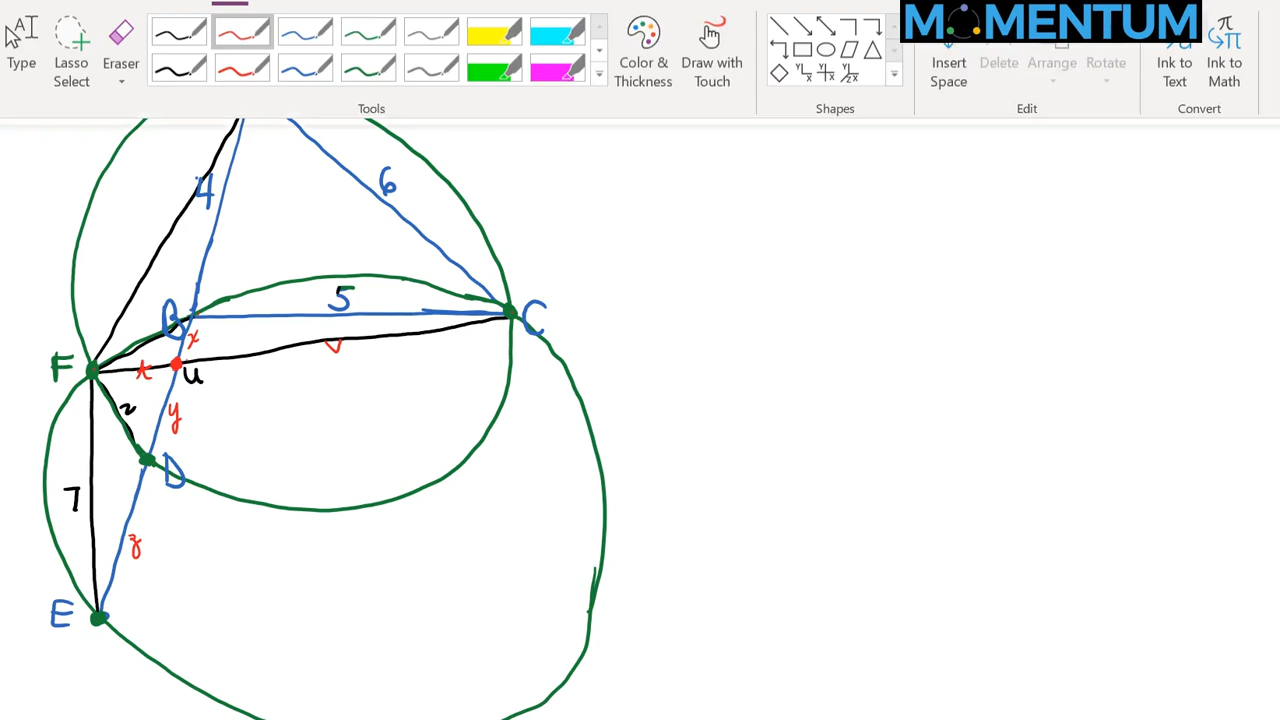 MOMENTUM
Type
Lasso Select
Eraser
Color & Thickness
Draw with Touch
Insert Space
Delete
Arrange
Rotate
Ink to Text
Ink to Math
Tools
Shapes
Edit
Convert
4
6
5
B
C
x
v
F
t
u
2
y
D
7
z
E